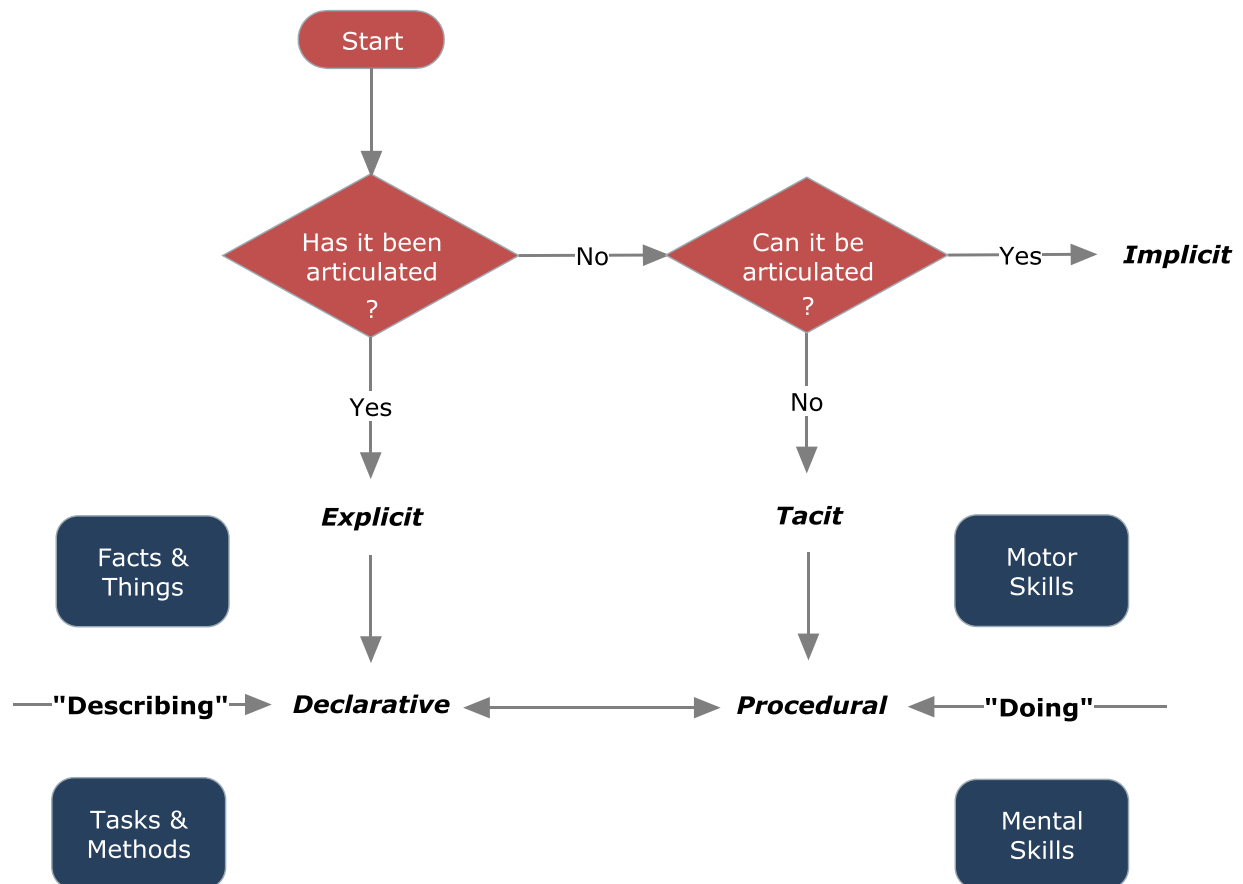 Start
Has it been
articulated
?
No
Can it be
articulated
?
Yes
Implicit
Yes
No
Explicit
Tacit
Facts &
Things
Motor
Skills
"Describing"
Declarative
Procedural
"Doing"
Tasks &
Methods
Mental
Skills